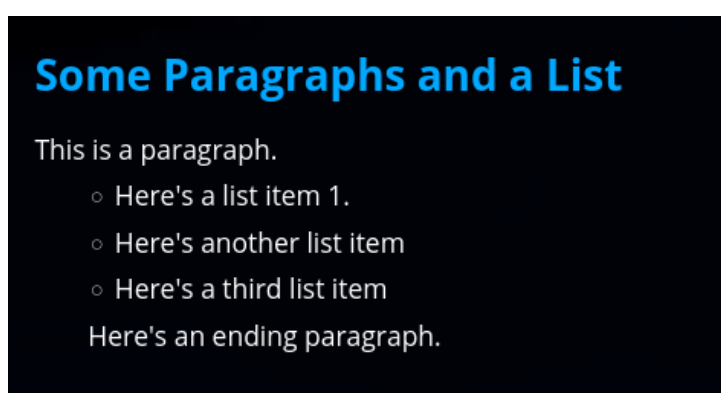 Some Paragraphs and a List
This is a paragraph.
Here's a list item 1.
Here's another list item
Here's a third list item
Here's an ending paragraph.